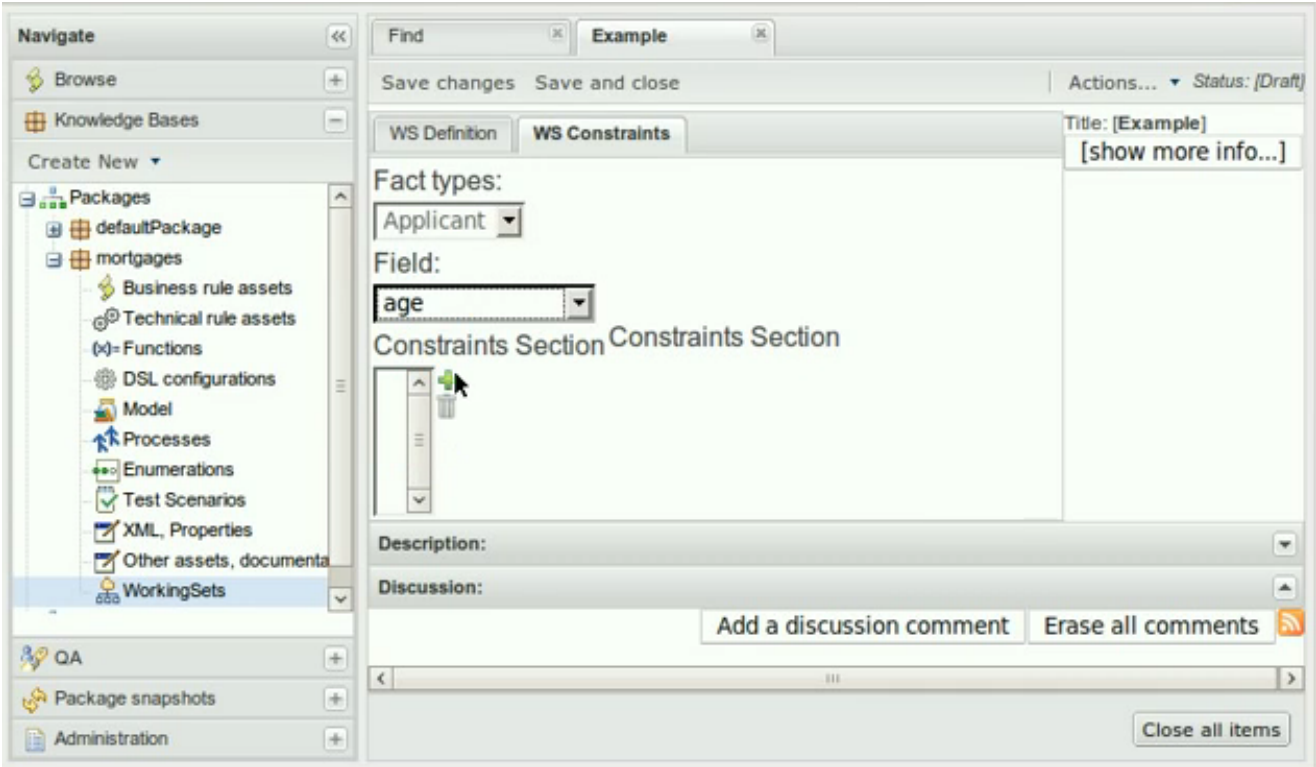 Navigate
Browse
Knowledge Bases
Create New
Packages
defaultPackage
mortgages
Business rule assets
Technical rule assets
(x)= Functions
DSL configurations
Model
Processes
Enumerations
Test Scenarios
XML, Properties
Other assets, documenta
WorkingSets
QA
Package snapshots
Administration
Find
Example
Save changes Save and close
Actions... Status: [Draft]
WS Definition WS Constraints
Title: [Example]
[show more info...]
Fact types:
Applicant
Field:
age
Constraints Section Constraints Section
Description:
Discussion:
Add a discussion comment Erase all comments
Close all items